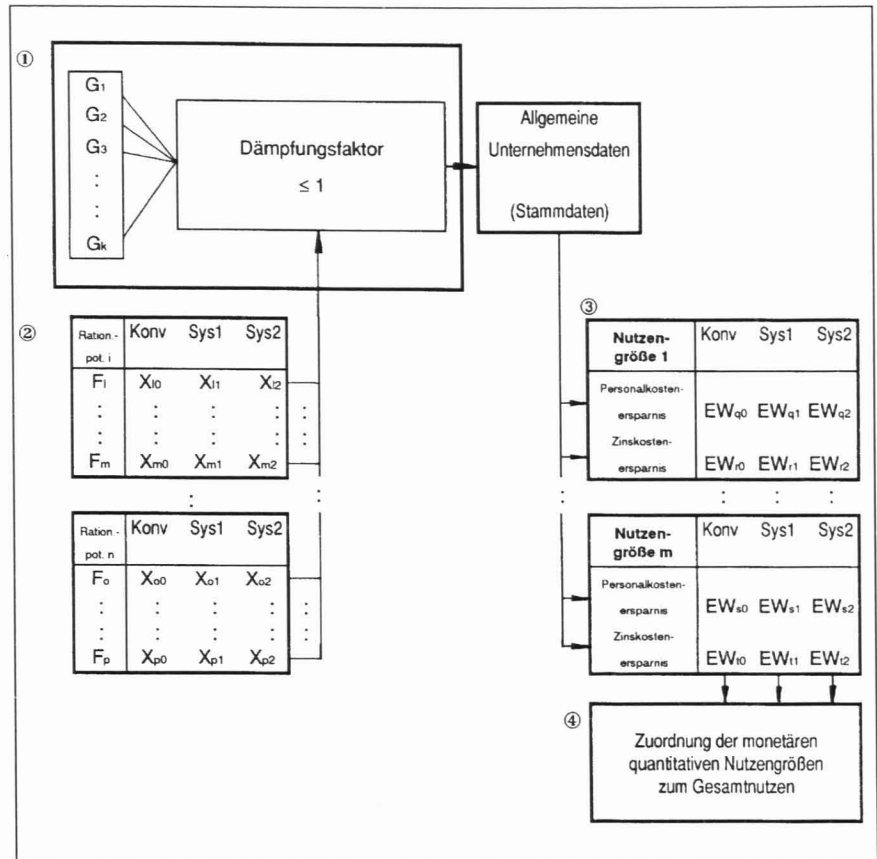 ①
G1
G2
G3
:
:
Gk
Dämpfungsfaktor
≤ 1
Allgemeine
Unternehmensdaten
(Stammdaten)
②
Ration.- Konv Sys1 Sys2
pot. i
Fl Xl0 Xl1 Xl2
: : : : :
: : : : :
Fm Xm0 Xm1 Xm2
: :
Ration.- Konv Sys1 Sys2
pot. n
Fo Xo0 Xo1 Xo2
: : : : :
: : : : :
Fp Xp0 Xp1 Xp2
③
Nutzen- Konv Sys1 Sys2
größe 1
Personalkosten-
ersparnis EWq0 EWq1 EWq2
Zinskosten-
ersparnis EWr0 EWr1 EWr2
: : : : :
Nutzen- Konv Sys1 Sys2
größe m
Personalkosten-
ersparnis EWs0 EWs1 EWs2
Zinskosten-
ersparnis EWt0 EWt1 EWt2
④
Zuordnung der monetären
quantitativen Nutzengrößen
zum Gesamtnutzen